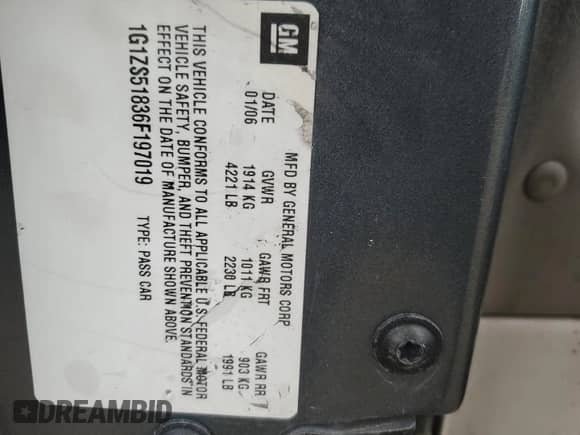 GM
MFD BY GENERAL MOTORS CORP
DATE GVWR GAWR FRT GAWR RR
01/06 1914 KG 1011 KG 903 KG
4221 LB 2230 LB 1991 LB
THIS VEHICLE CONFORMS TO ALL APPLICABLE U.S. FEDERAL MOTOR
VEHICLE SAFETY, BUMPER, AND THEFT PREVENTION STANDARDS IN
EFFECT ON THE DATE OF MANUFACTURE SHOWN ABOVE.
1G1ZS51836F197019 TYPE: PASS CAR
DREAMBID